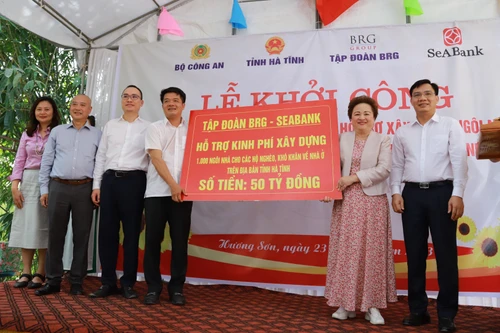 BỘ CÔNG AN
TỈNH HÀ TĨNH
BRG
GROUP
TẬP ĐOÀN BRG
SeABank
LỄ KHỞI CÔNG
TẬP ĐOÀN BRG - SEABANK
HỖ TRỢ KINH PHÍ XÂY DỰNG
1.000 NGÔI NHÀ CHO CÁC HỘ NGHÈO, KHÓ KHĂN VỀ NHÀ Ở
TRÊN ĐỊA BÀN TỈNH HÀ TĨNH
SỐ TIỀN: 50 TỶ ĐỒNG
Hương Sơn, ngày 23